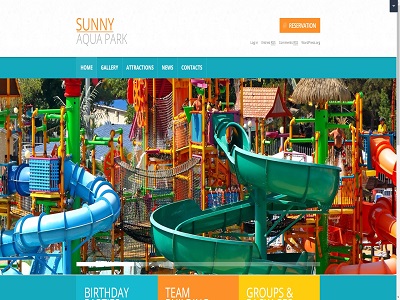 SUNNY
AQUA PARK
RESERVATION
Log in Entries RSS Comments RSS WordPress.org
HOME GALLERY ATTRACTIONS NEWS CONTACTS
BIRTHDAY TEAM GROUPS &